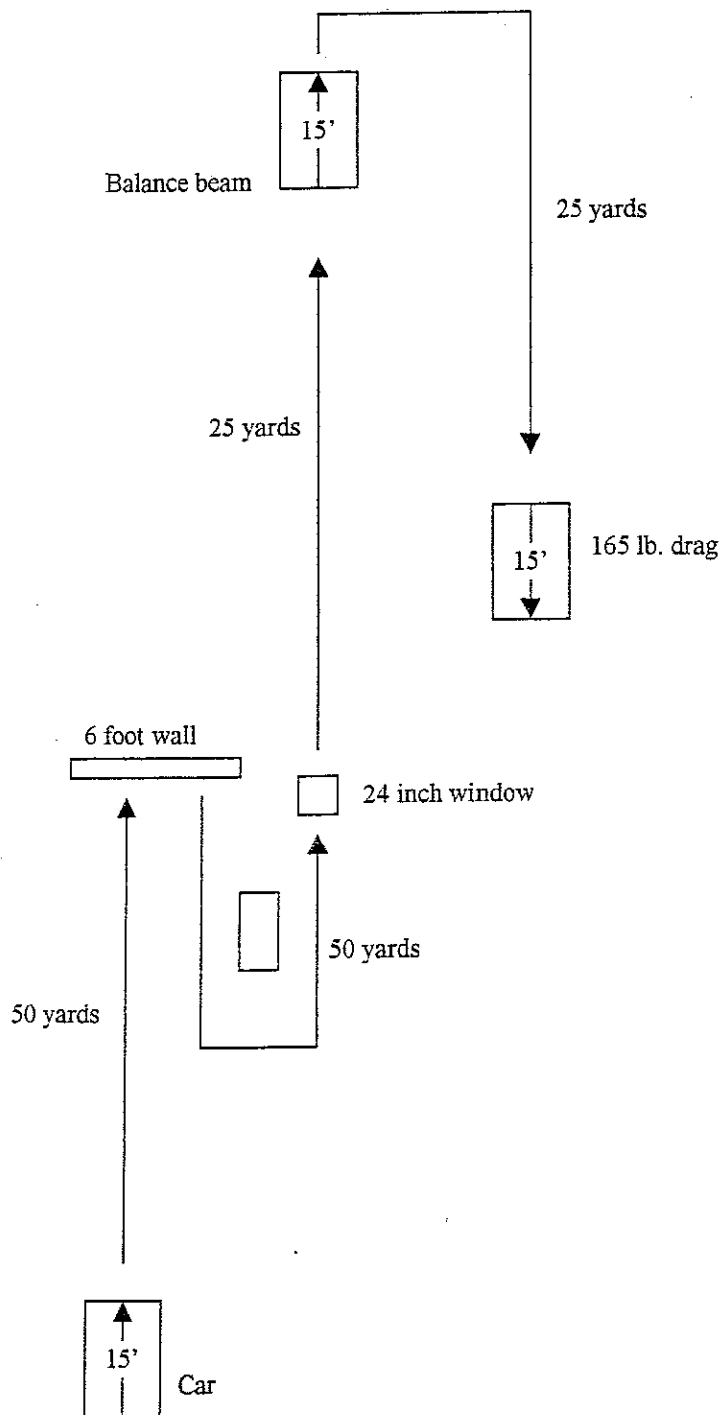 15'
Balance beam
25 yards
25 yards
165 lb. drag
15'
6 foot wall
24 inch window
50 yards
50 yards
15'
Car